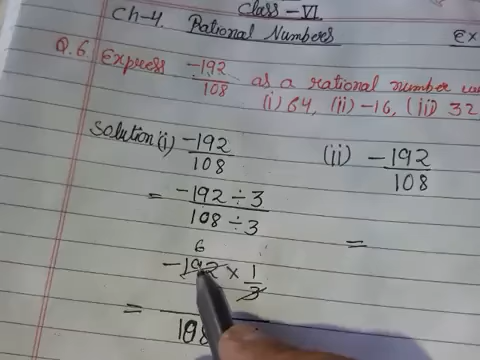 Class-VI
Ch-4. Rational Numbers
Ex
Q.6. Express -192/108 as a rational number
(i) 64, (ii) -16, (iii) 32
Solution (i) -192/108
= -192 ÷ 3 / 108 ÷ 3
6
= -192 × 1/3
108
(ii) -192/108
=